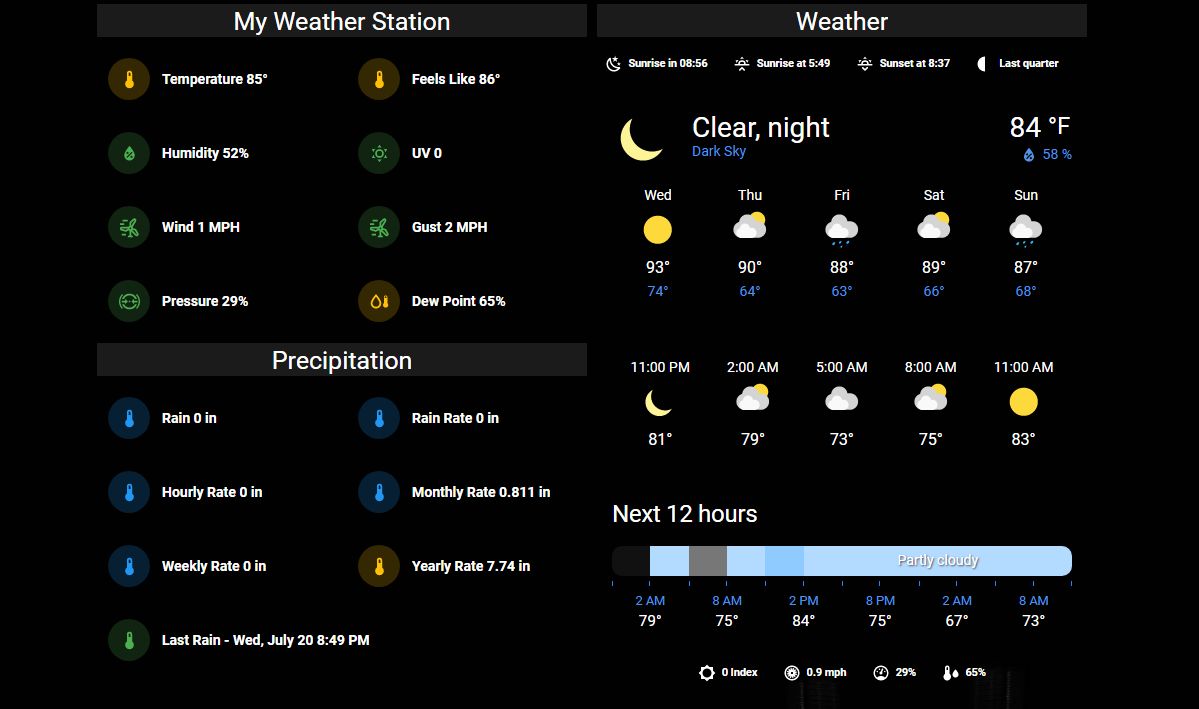 My Weather Station
Temperature 85°
Feels Like 86°
Humidity 52%
UV 0
Wind 1 MPH
Gust 2 MPH
Pressure 29%
Dew Point 65%
Precipitation
Rain 0 in
Rain Rate 0 in
Hourly Rate 0 in
Monthly Rate 0.811 in
Weekly Rate 0 in
Yearly Rate 7.74 in
Last Rain - Wed, July 20 8:49 PM
Weather
Sunrise in 08:56
Sunrise at 5:49
Sunset at 8:37
Last quarter
Clear, night
84 °F
Dark Sky
58 %
Wed Thu Fri Sat Sun
93° 90° 88° 89° 87°
74° 64° 63° 66° 68°
11:00 PM 2:00 AM 5:00 AM 8:00 AM 11:00 AM
81° 79° 73° 75° 83°
Next 12 hours
Partly cloudy
2 AM 8 AM 2 PM 8 PM 2 AM 8 AM
79° 75° 84° 75° 67° 73°
0 Index
0.9 mph
29%
65%